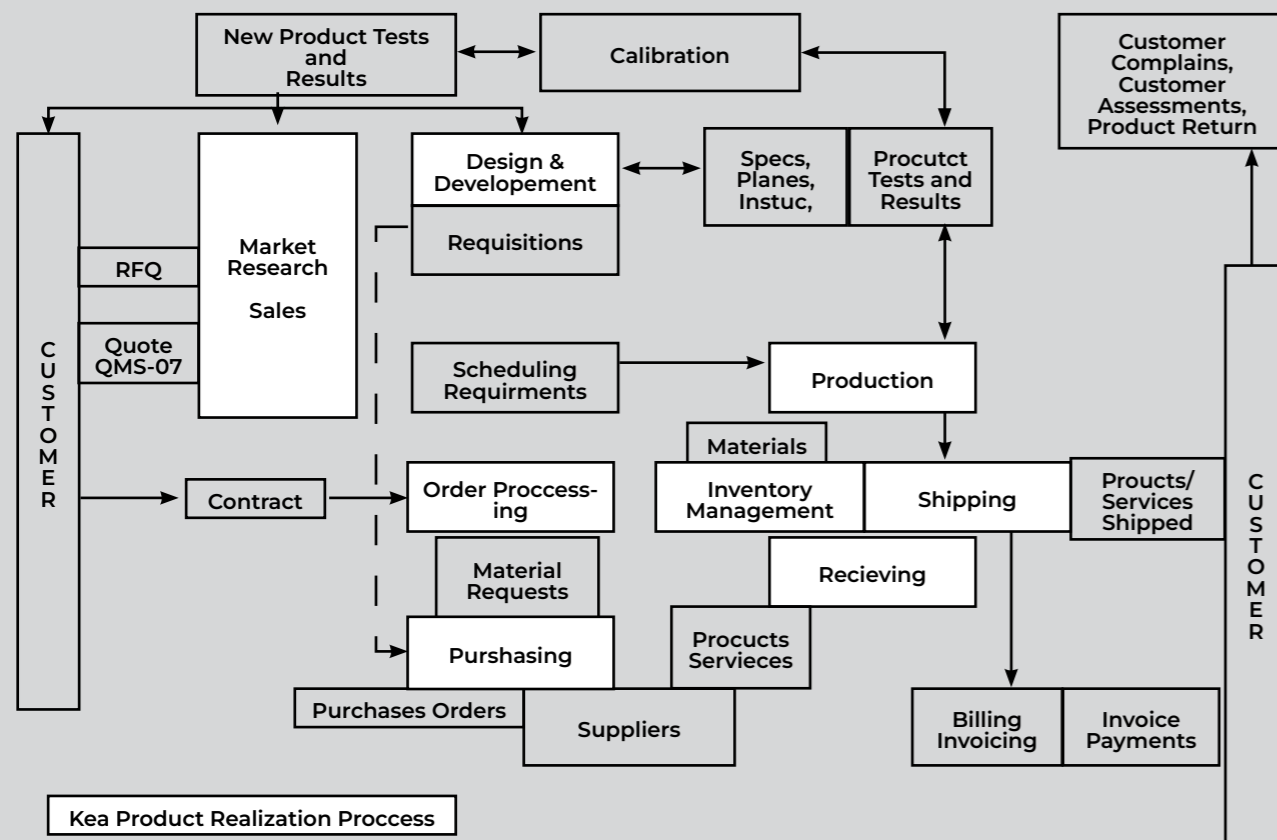 New Product Tests
and
Results
Calibration
Customer
Complains,
Customer
Assessments,
Product Return
CUSTOMER
RFQ
Quote
QMS-07
Market
Research
Sales
Design &
Developement
Requisitions
Specs,
Planes,
Instuc,
Procutct
Tests and
Results
Scheduling
Requirments
Production
Contract
Order Proccess-
ing
Materials
Inventory
Management
Shipping
Proucts/
Services
Shipped
CUSTOMER
Material
Requests
Recieving
Purshasing
Procucts
Servieces
Purchases Orders
Suppliers
Billing
Invoicing
Invoice
Payments
Kea Product Realization Proccess